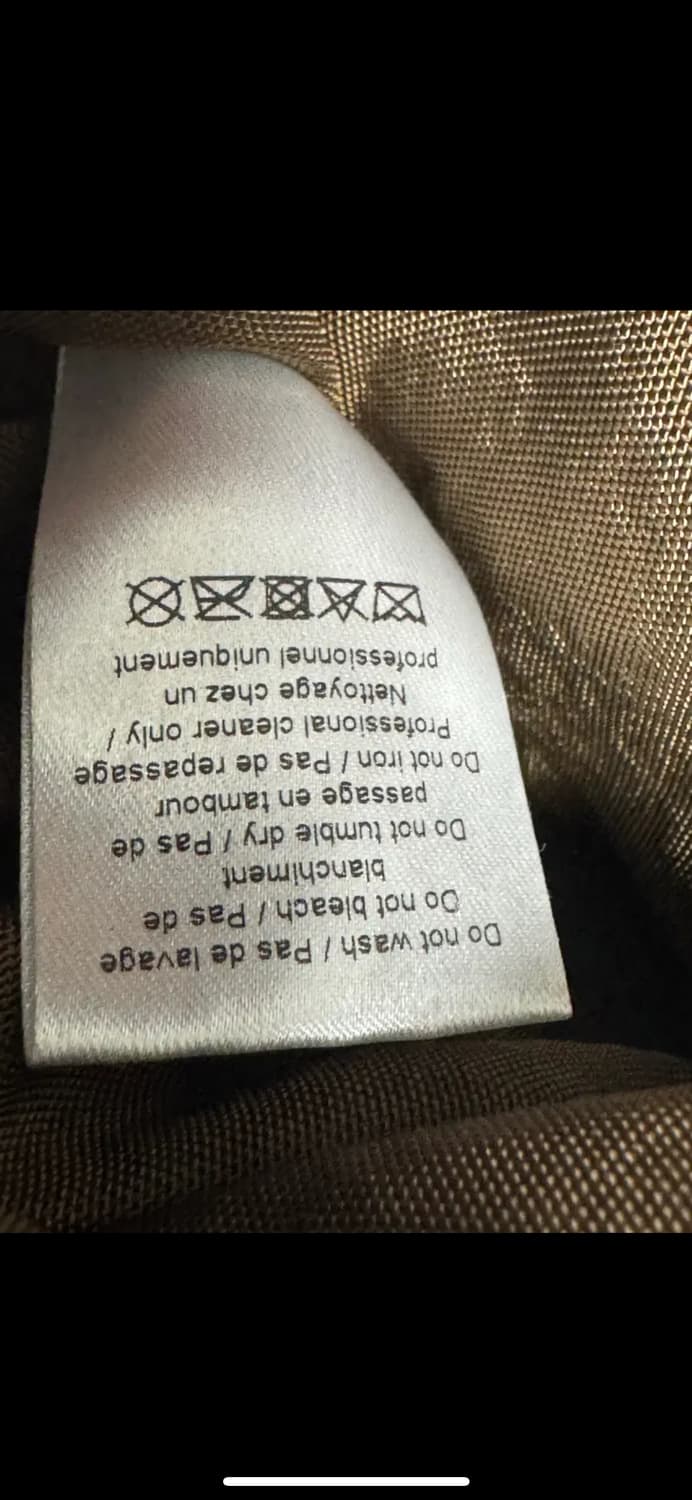 Do not wash / Pas de lavage
Do not bleach / Pas de
blanchiment
Do not tumble dry / Pas de
passage en tambour
Do not iron / Pas de repassage
Professional cleaner only /
Nettoyage chez un
professionnel uniquement